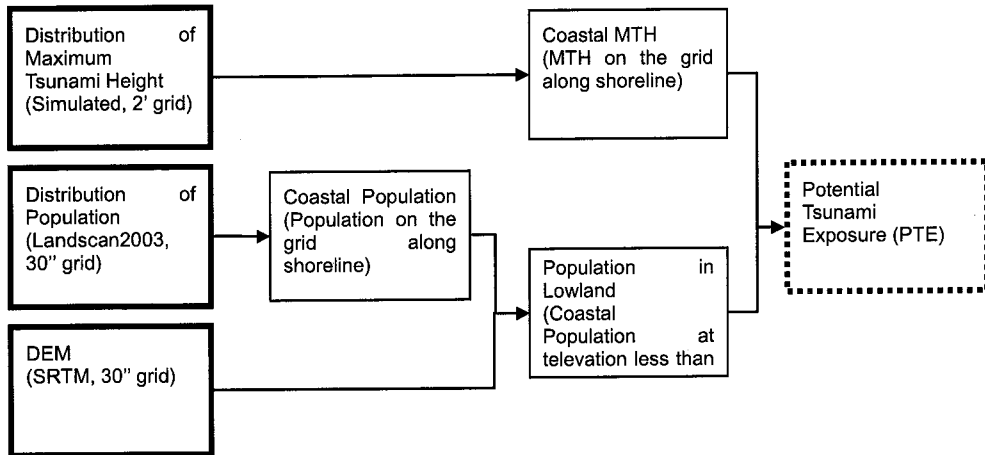 Distribution of
Maximum
Tsunami Height
(Simulated, 2' grid)
Coastal MTH
(MTH on the grid
along shoreline)
Distribution of
Population
(Landscan2003,
30'' grid)
Coastal Population
(Population on the
grid along
shoreline)
Potential
Tsunami
Exposure (PTE)
Population in
Lowland
(Coastal
Population at
televation less than
DEM
(SRTM, 30'' grid)